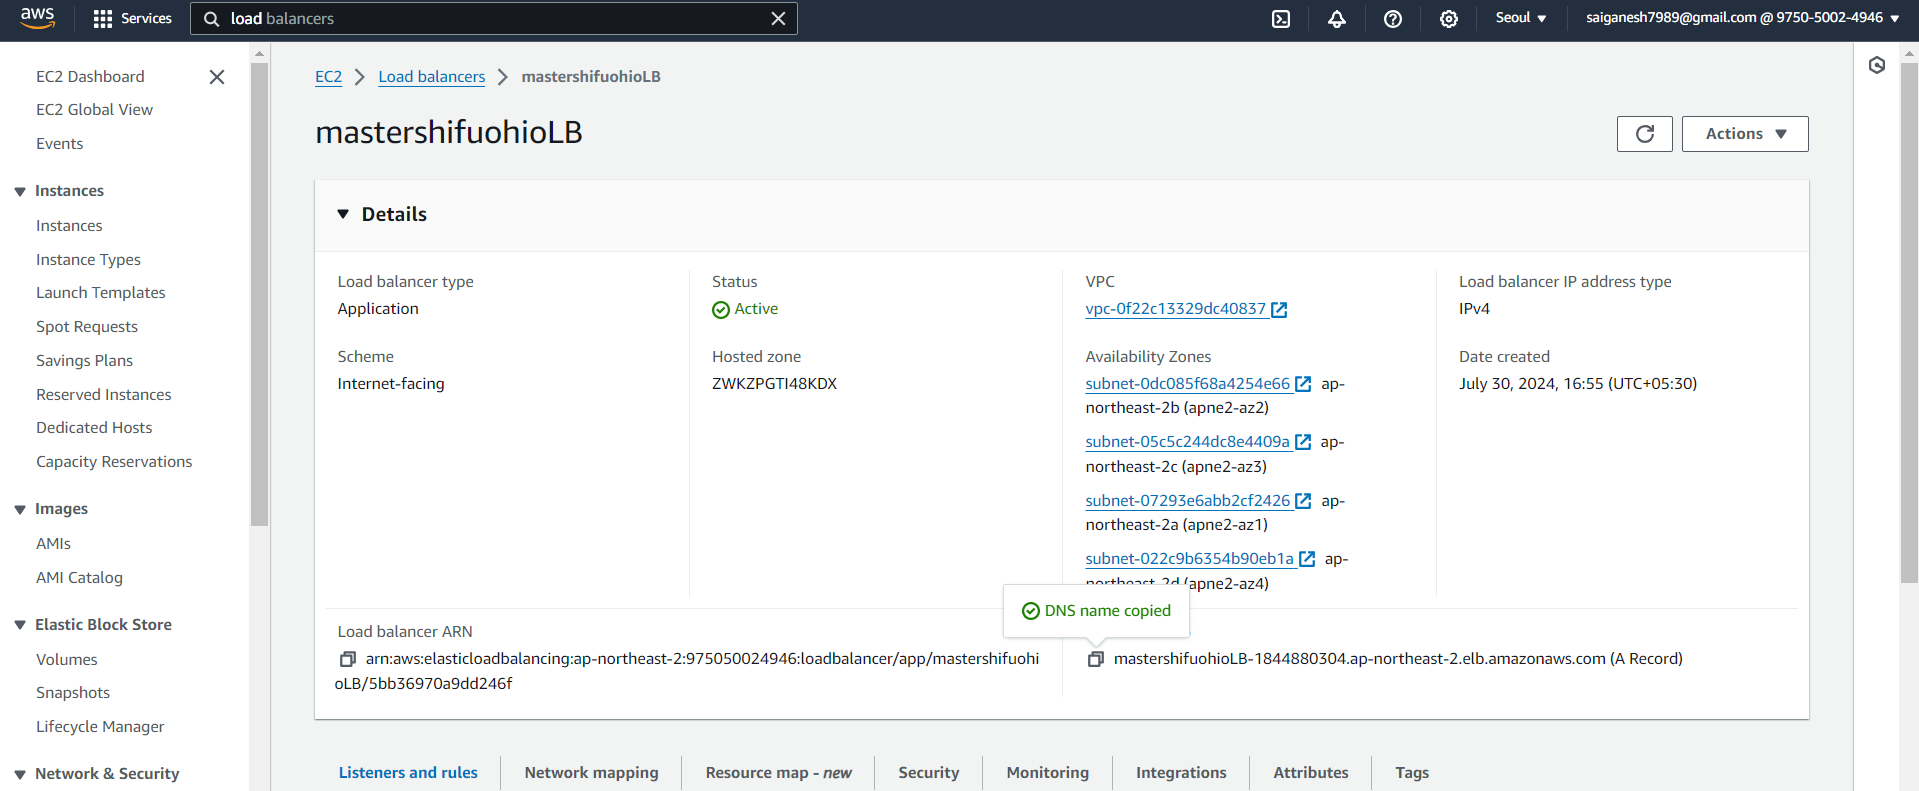 aws
Services
load balancers
Seoul ▼
saiganesh7989@gmail.com @ 9750-5002-4946 ▼
EC2 Dashboard
EC2 Global View
Events
Instances
Instances
Instance Types
Launch Templates
Spot Requests
Savings Plans
Reserved Instances
Dedicated Hosts
Capacity Reservations
Images
AMIs
AMI Catalog
Elastic Block Store
Volumes
Snapshots
Lifecycle Manager
Network & Security
EC2 > Load balancers > mastershifuohioLB
mastershifuohioLB
Actions ▼
Details
Load balancer type
Application
Scheme
Internet-facing
Status
Active
Hosted zone
ZWKZPGTI48KDX
VPC
vpc-0f22c13329dc40837
Availability Zones
subnet-0dc085f68a4254e66 ap-
northeast-2b (apne2-az2)
subnet-05c5c244dc8e4409a ap-
northeast-2c (apne2-az3)
subnet-07293e6abb2cf2426 ap-
northeast-2a (apne2-az1)
subnet-022c9b6354b90eb1a ap-
northeast-2d (apne2-az4)
Load balancer IP address type
IPv4
Date created
July 30, 2024, 16:55 (UTC+05:30)
Load balancer ARN
arn:aws:elasticloadbalancing:ap-northeast-2:975050024946:loadbalancer/app/mastershifuohi
oLB/5bb36970a9dd246f
DNS name copied
mastershifuohioLB-1844880304.ap-northeast-2.elb.amazonaws.com (A Record)
Listeners and rules
Network mapping
Resource map - new
Security
Monitoring
Integrations
Attributes
Tags